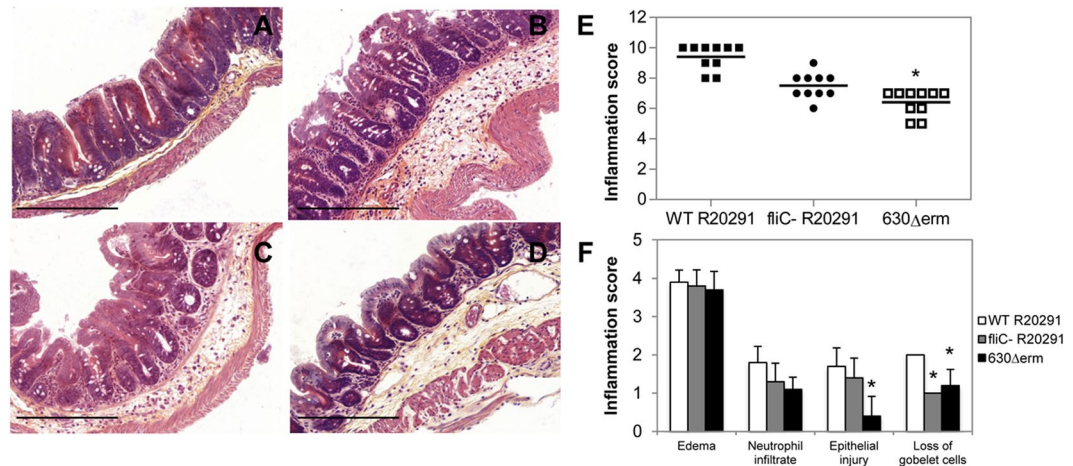 A
B
C
D
E
Inflammation score
12
10
8
6
4
2
0
*
WT R20291
fliC- R20291
630Δerm
F
Inflammation score
5
4
3
2
1
0
*
*
*
WT R20291
fliC- R20291
630Δerm
Edema
Neutrophil
infiltrate
Epithelial
injury
Loss of
gobelet cells